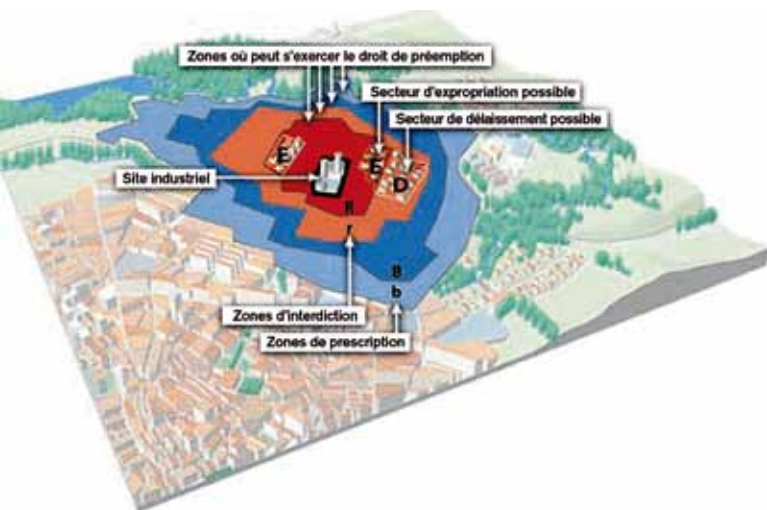 Zones où peut s'exercer le droit de préemption
Secteur d'expropriation possible
Secteur de délaissement possible
E
E
D
Site industriel
R
r
B
b
Zones d'interdiction
Zones de prescription